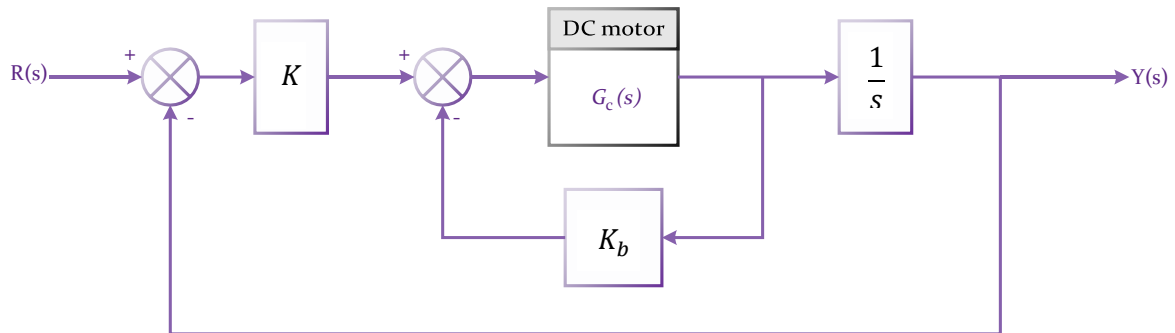 DC motor
R(s)
+
-
K
+
-
G_c(s)
1
s
Y(s)
K_b